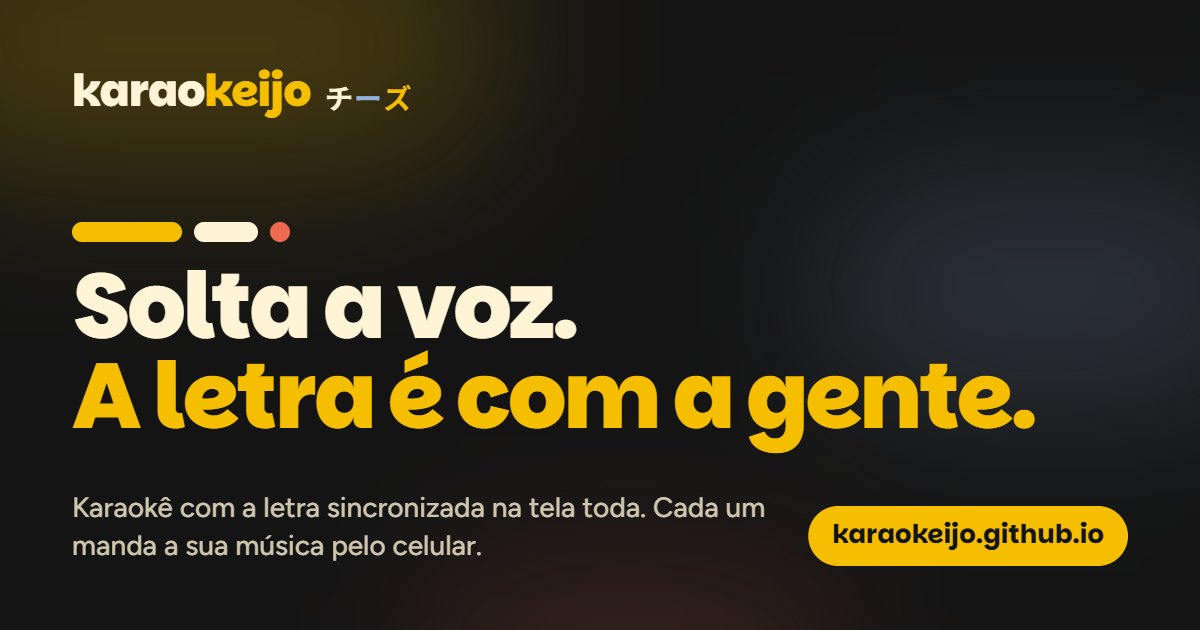 karaokeijo チーズ
Solta a voz.
A letra é com a gente.
Karaokê com a letra sincronizada na tela toda. Cada um
manda a sua música pelo celular.
karaokeijo.github.io